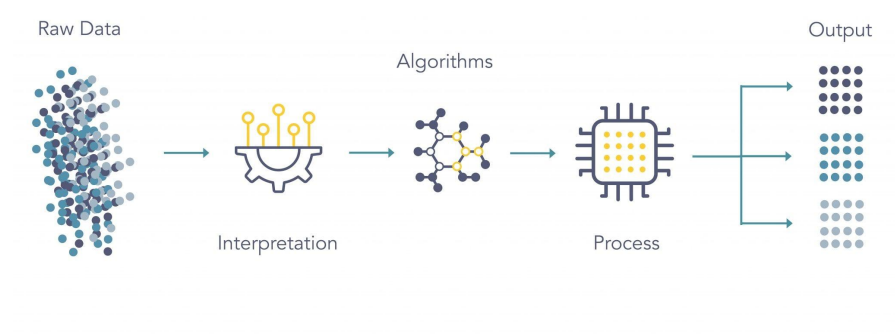 Raw Data
Output
Algorithms
Interpretation
Process